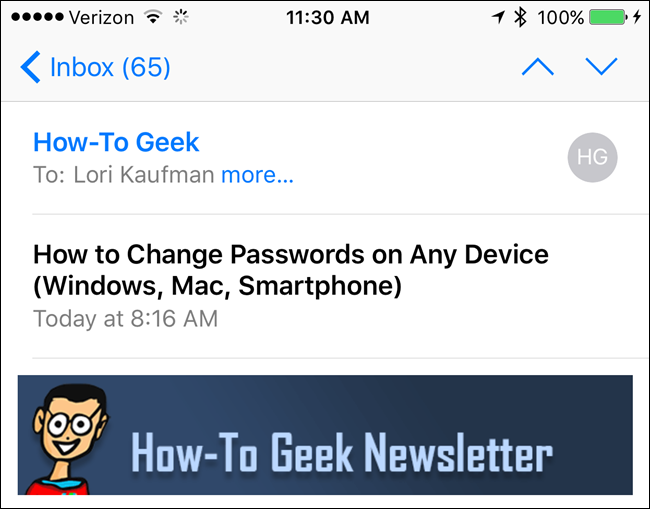 Verizon 11:30 AM 100%
Inbox (65)
How-To Geek
HG
To: Lori Kaufman more...
How to Change Passwords on Any Device
(Windows, Mac, Smartphone)
Today at 8:16 AM
How-To Geek Newsletter